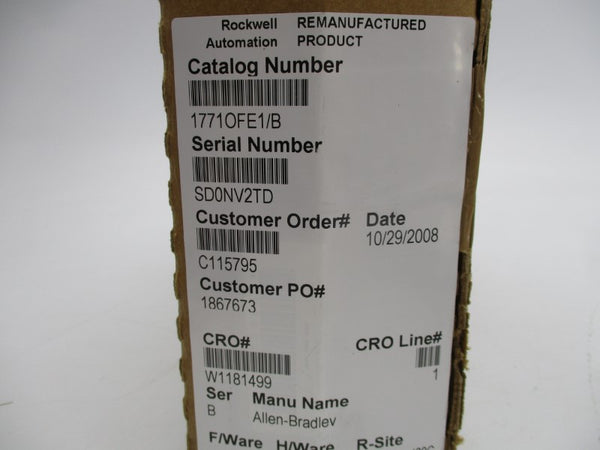 Rockwell REMANUFACTURED
Automation PRODUCT
Catalog Number
1771OFE1/B
Serial Number
SD0NV2TD
Customer Order# Date
C115795 10/29/2008
Customer PO#
1867673
CRO# CRO Line#
W1181499 1
Ser Manu Name
B Allen-Bradley
F/Ware H/Ware R-Site